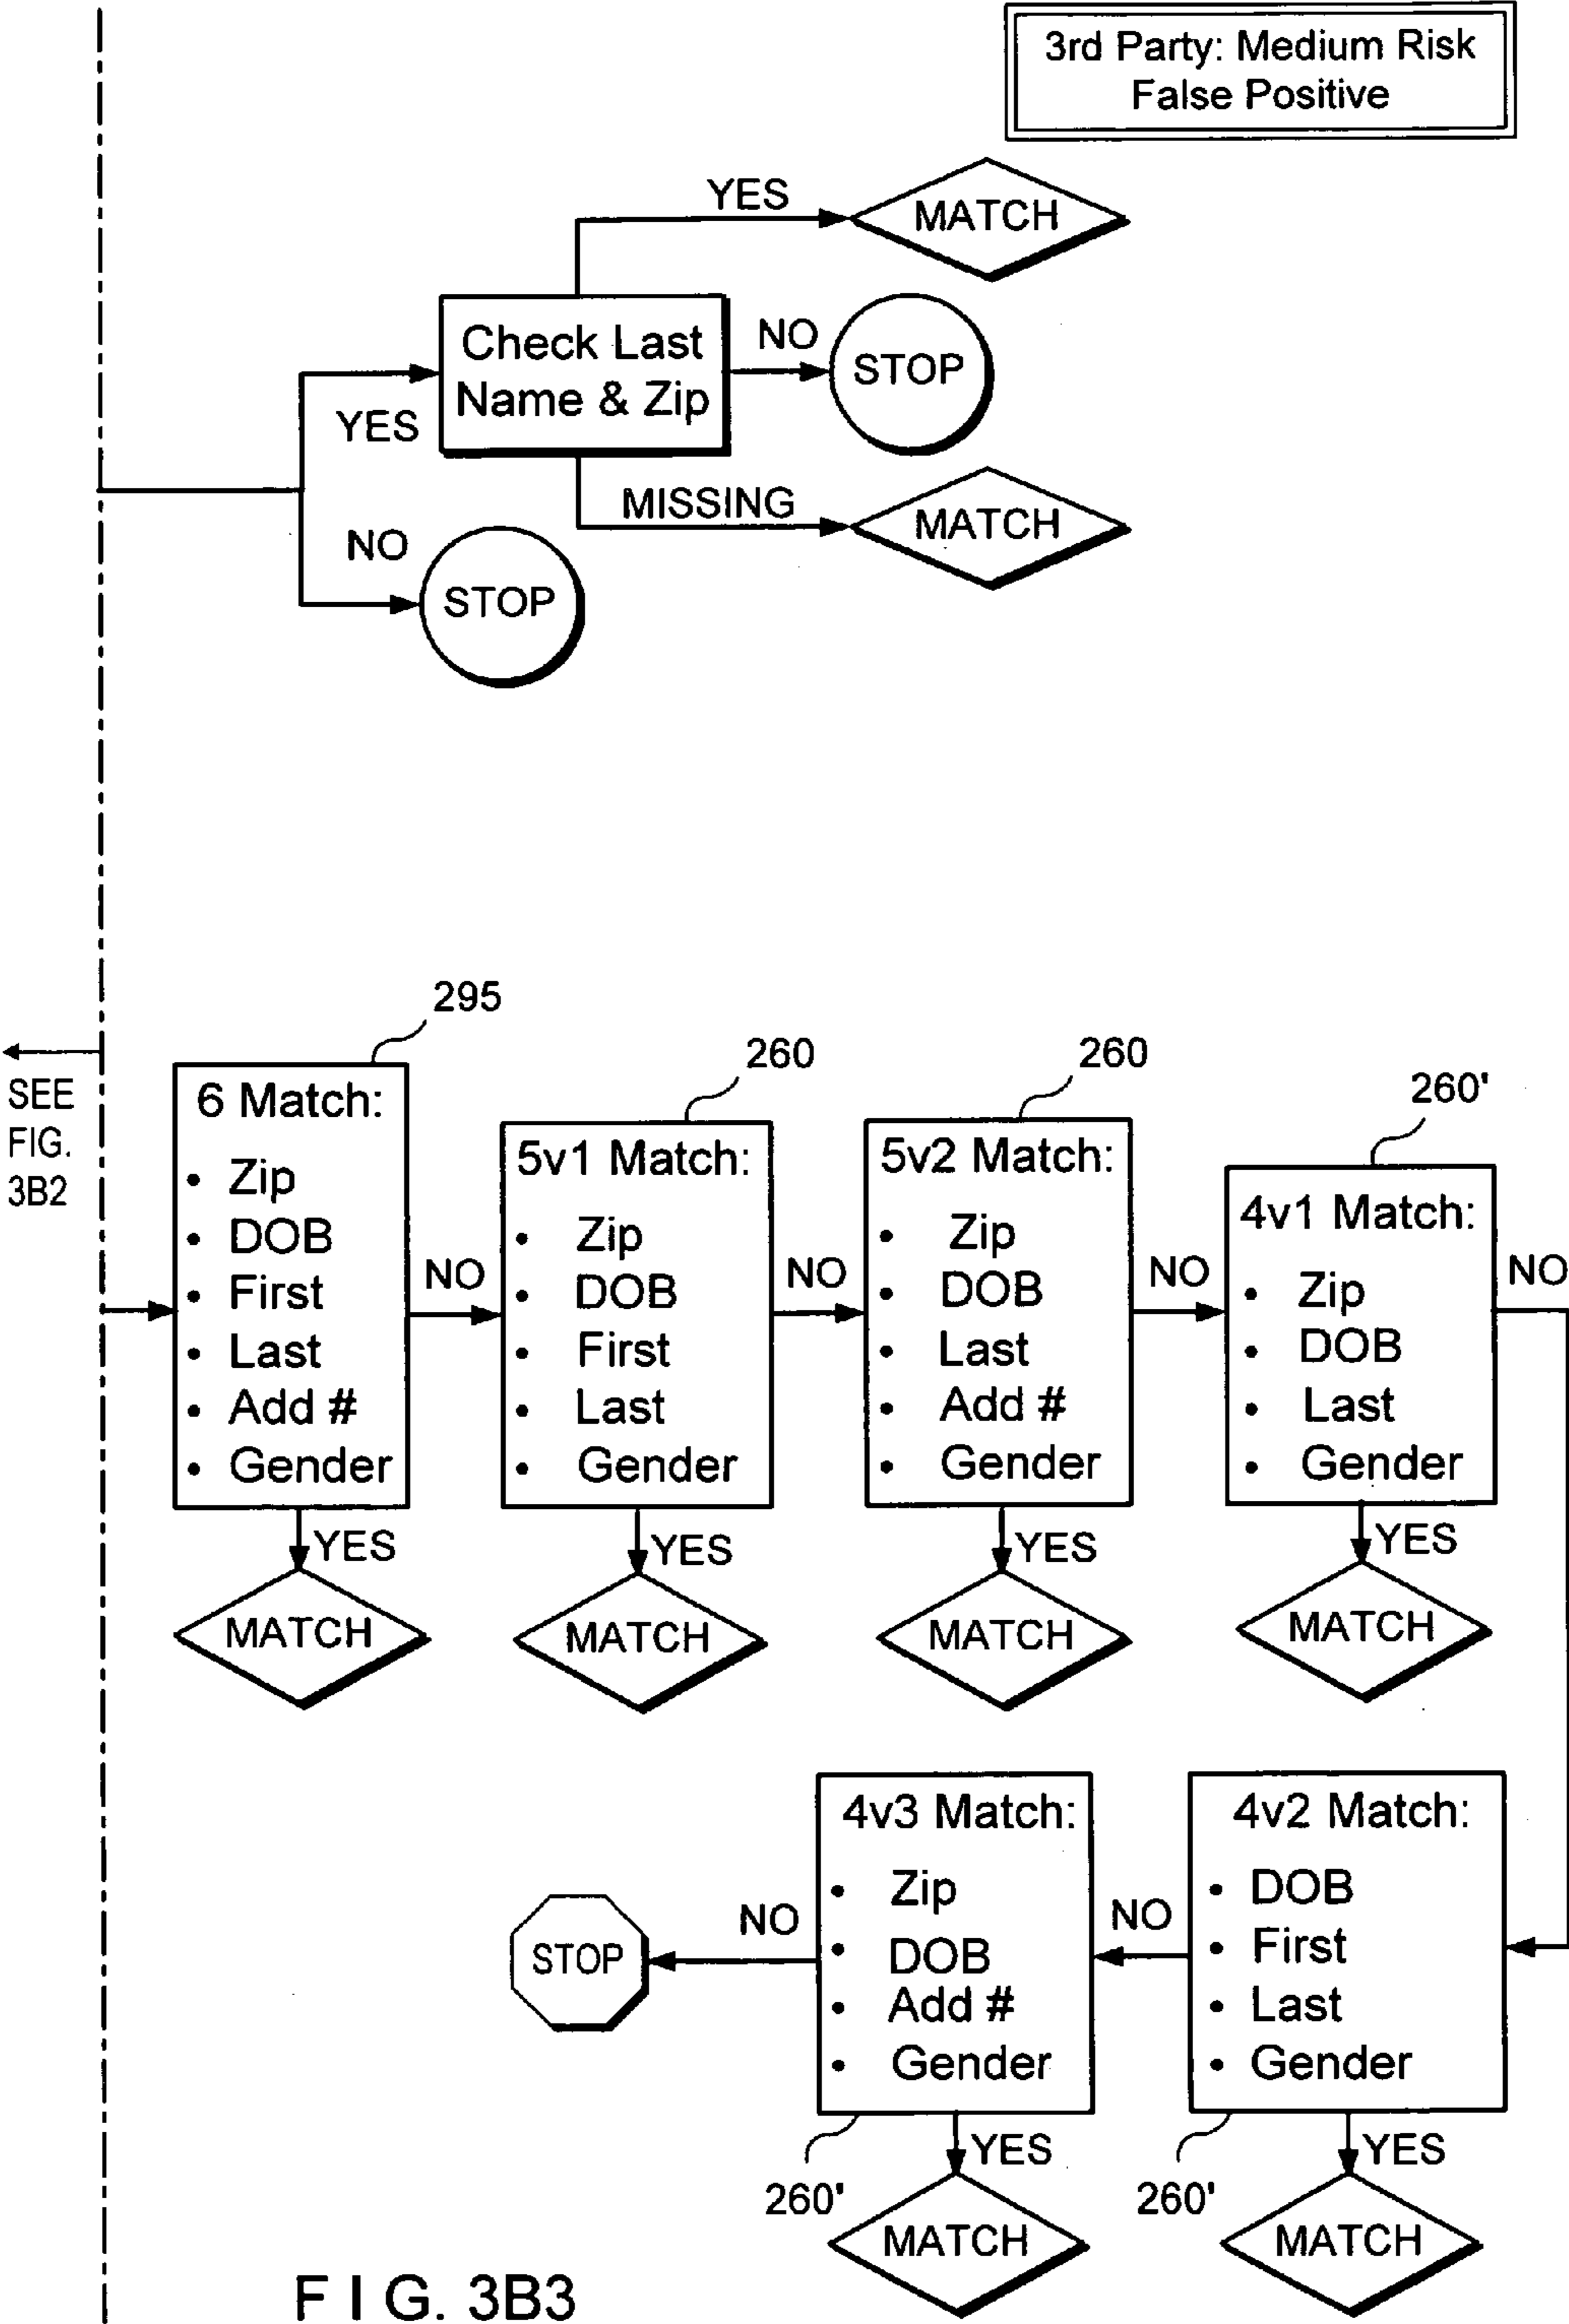 3rd Party: Medium Risk
False Positive
YES
MATCH
Check Last
Name & Zip
NO
STOP
YES
MISSING
MATCH
NO
STOP
295
260
260
260'
SEE
FIG.
3B2
6 Match:
• Zip
• DOB
• First
• Last
• Add #
• Gender
NO
YES
MATCH
5v1 Match:
• Zip
• DOB
• First
• Last
• Gender
NO
YES
MATCH
5v2 Match:
• Zip
• DOB
• Last
• Add #
• Gender
NO
YES
MATCH
4v1 Match:
• Zip
• DOB
• Last
• Gender
NO
YES
MATCH
4v2 Match:
• DOB
• First
• Last
• Gender
NO
YES
260'
MATCH
4v3 Match:
• Zip
• DOB
• Add #
• Gender
NO
STOP
YES
260'
MATCH
FIG. 3B3